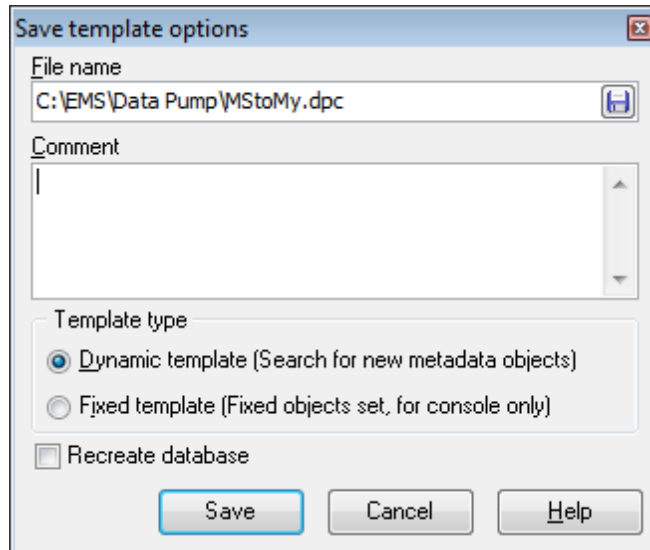 Save template options
File name
C:\EMS\Data Pump\MStoMy.dpc
Comment
Template type
Dynamic template (Search for new metadata objects)
Fixed template (Fixed objects set, for console only)
Recreate database
Save Cancel Help